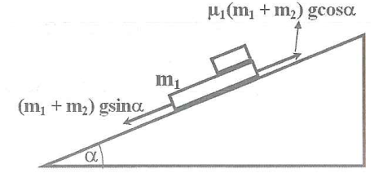 μ₁(m₁ + m₂) gcosα
m₁
(m₁ + m₂) gsinα
α